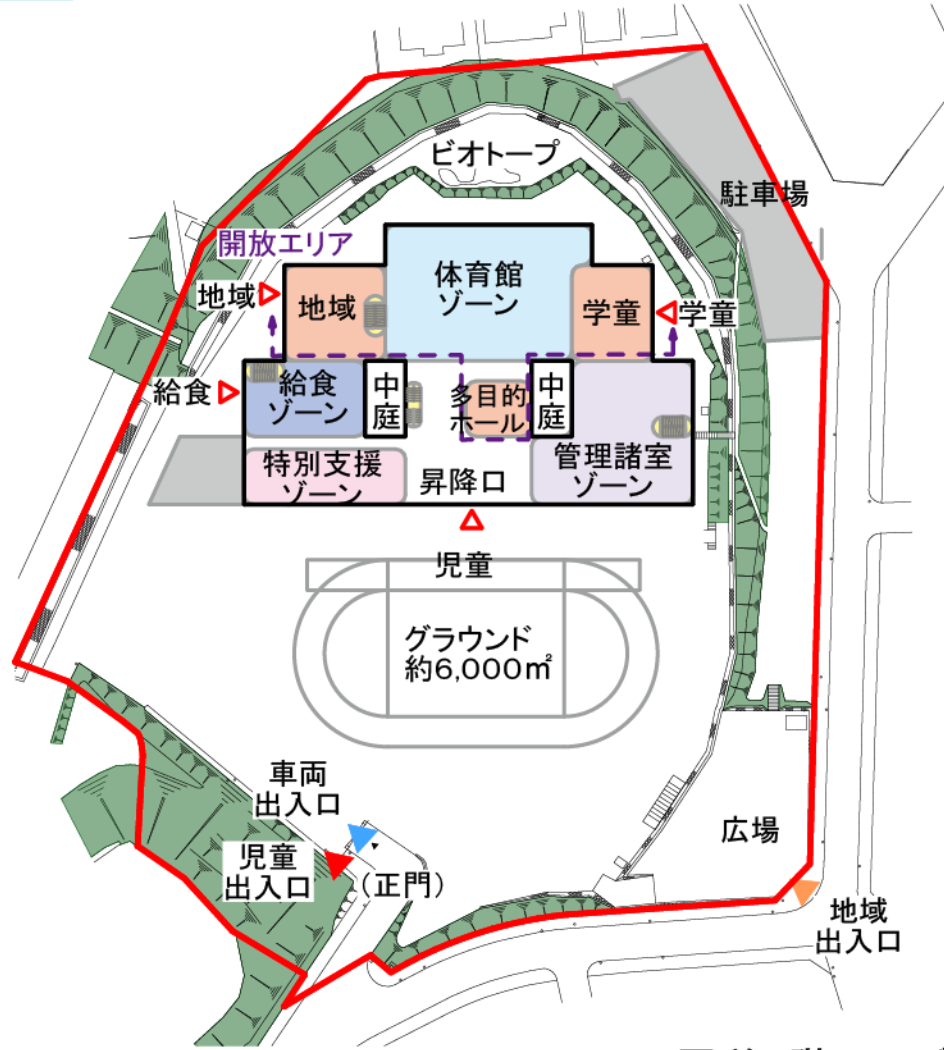 ビオトープ
駐車場
開放エリア
体育館
ゾーン
地域
地域
学童
学童
給食
給食
ゾーン
中
庭
多目的
ホール
中
庭
特別支援
ゾーン
昇降口
管理諸室
ゾーン
児童
グラウンド
約6,000㎡
車両
出入口
児童
出入口
(正門)
広場
地域
出入口